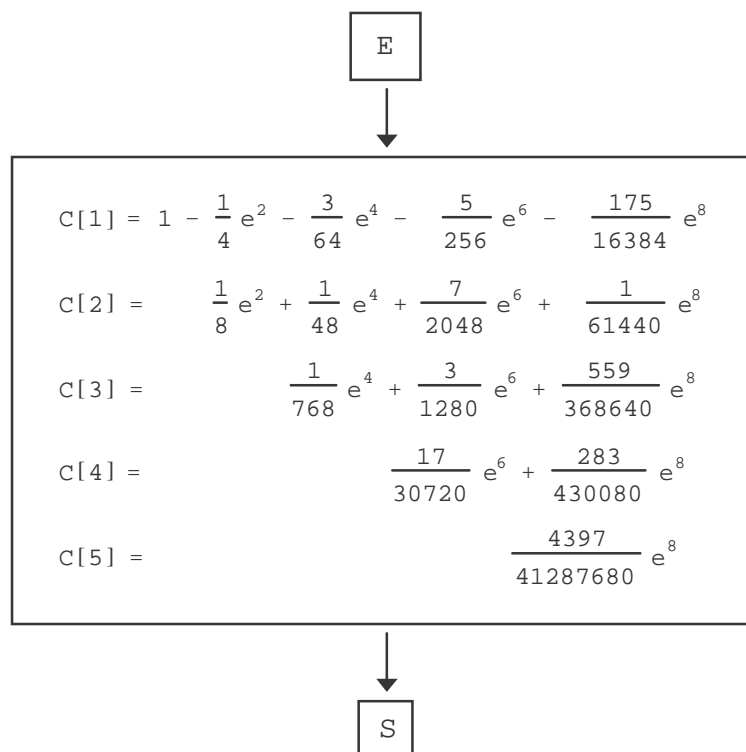 E
C[1] = 1 - 1/4 e² - 3/64 e⁴ - 5/256 e⁶ - 175/16384 e⁸
C[2] = 1/8 e² + 1/48 e⁴ + 7/2048 e⁶ + 1/61440 e⁸
C[3] = 1/768 e⁴ + 3/1280 e⁶ + 559/368640 e⁸
C[4] = 17/30720 e⁶ + 283/430080 e⁸
C[5] = 4397/41287680 e⁸
S